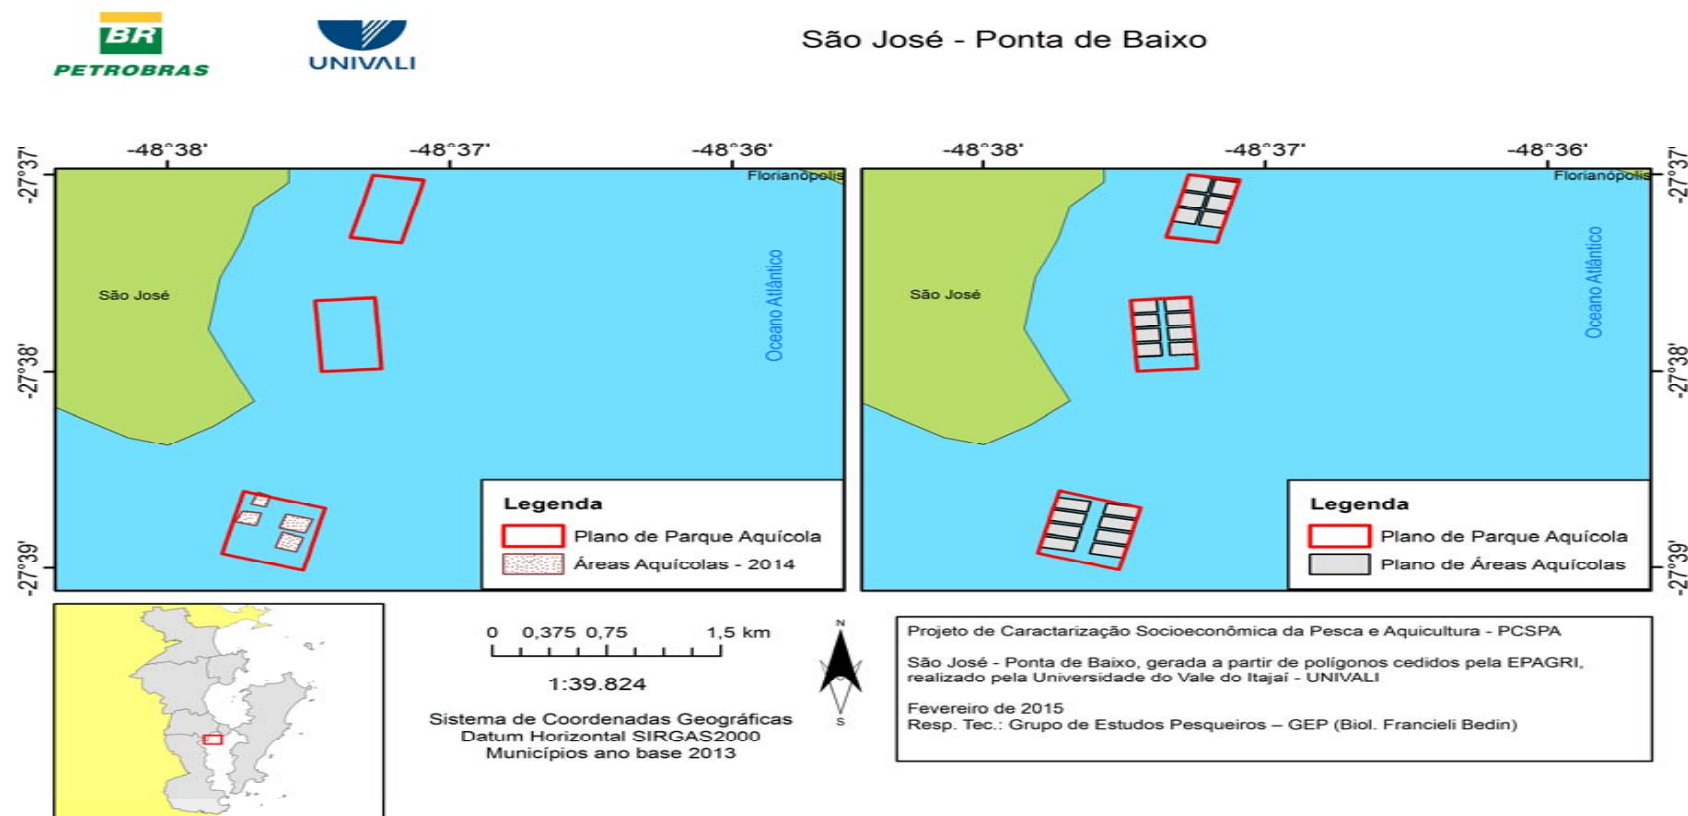 BR
PETROBRAS
UNIVALI
São José - Ponta de Baixo
-48°38'
-48°37'
-48°36'
-48°38'
-48°37'
-48°36'
-27°37'
-27°38'
-27°39'
Florianópolis
São José
Oceano Atlântico
Legenda
Plano de Parque Aquícola
Áreas Aquícolas - 2014
Florianópolis
São José
Oceano Atlântico
Legenda
Plano de Parque Aquícola
Plano de Áreas Aquícolas
-27°37'
-27°38'
-27°39'
0 0,375 0,75 1,5 km
1:39.824
Sistema de Coordenadas Geográficas
Datum Horizontal SIRGAS2000
Municípios ano base 2013
N
S
Projeto de Caractarização Socioeconômica da Pesca e Aquicultura - PCSPA
São José - Ponta de Baixo, gerada a partir de polígonos cedidos pela EPAGRI,
realizado pela Universidade do Vale do Itajaí - UNIVALI
Fevereiro de 2015
Resp. Tec.: Grupo de Estudos Pesqueiros – GEP (Biol. Francieli Bedin)